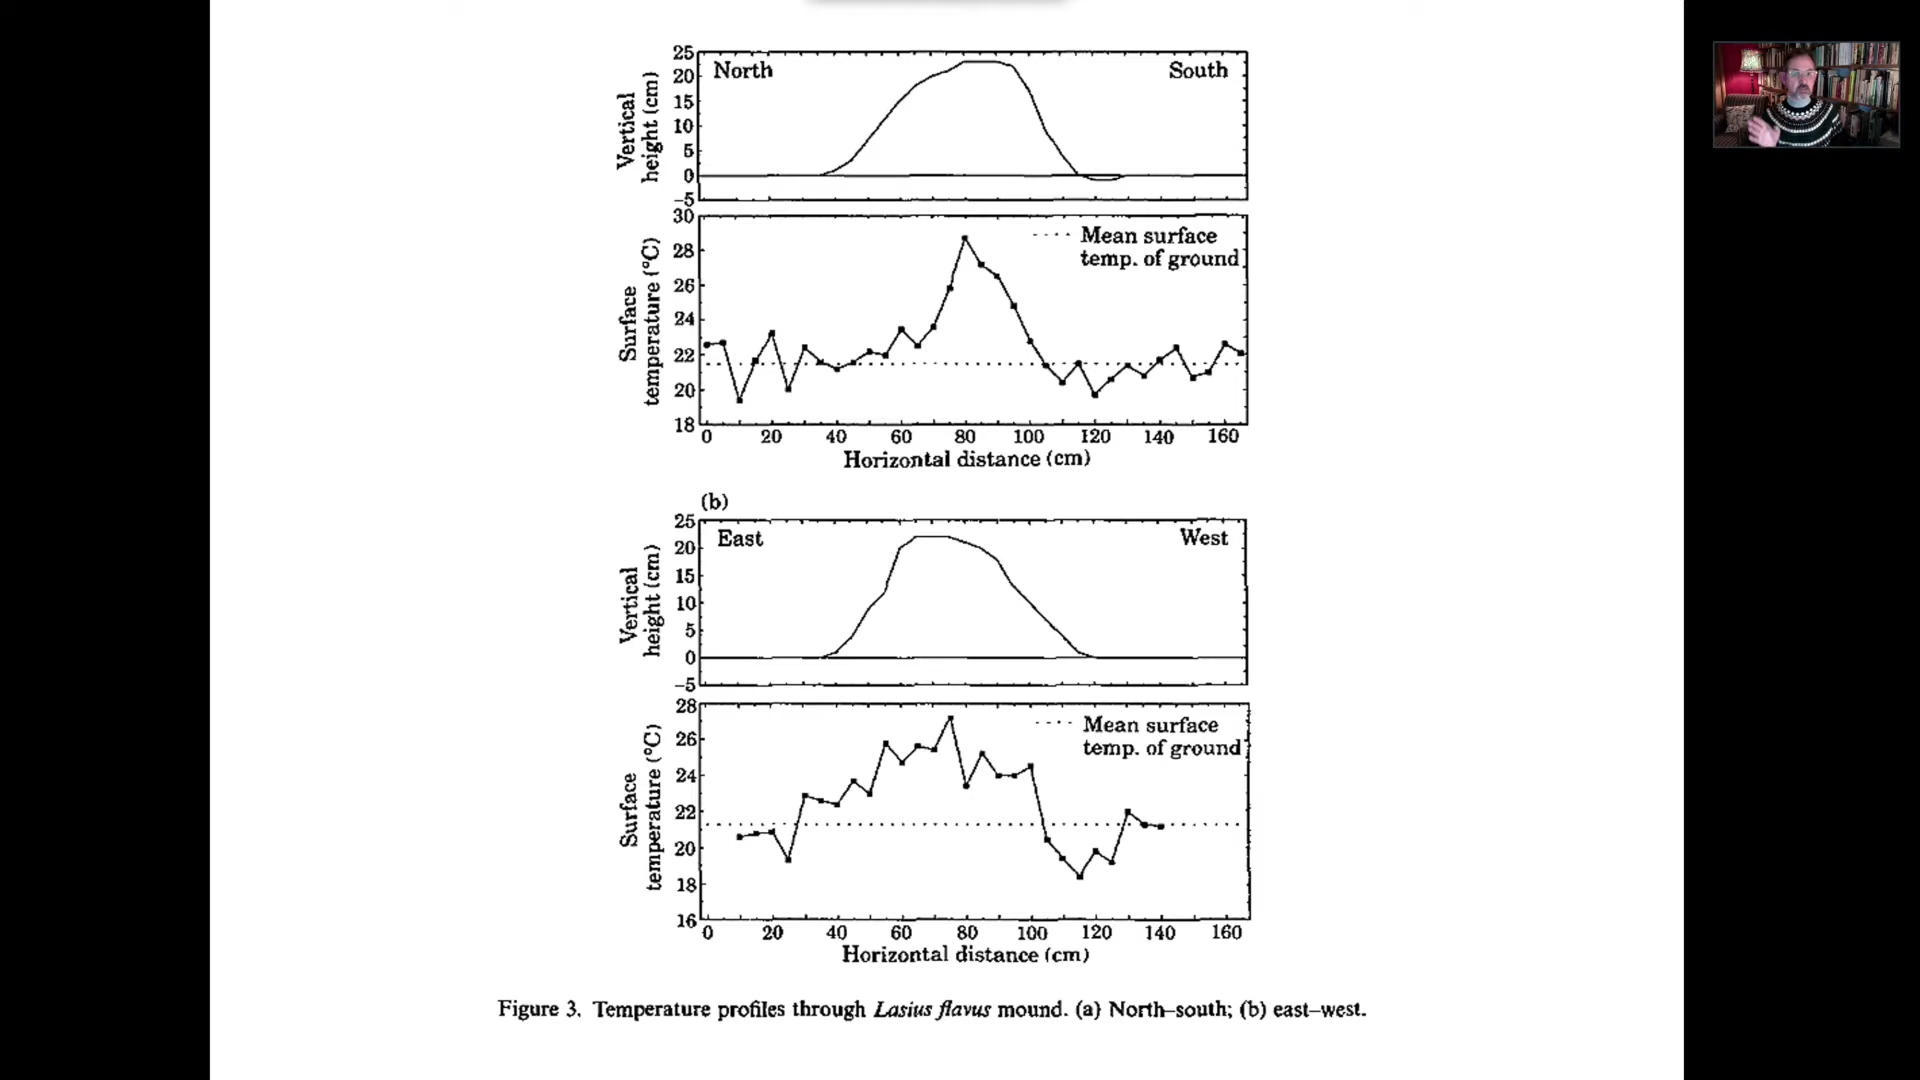 25
20
15
10
5
0
−5
Vertical
height (cm)
North
South
30
28
26
24
22
20
18
Surface
temperature (°C)
Mean surface
temp. of ground
0 20 40 60 80 100 120 140 160
Horizontal distance (cm)
(b)
25
20
15
10
5
0
−5
Vertical
height (cm)
East
West
28
26
24
22
20
18
16
Surface
temperature (°C)
Mean surface
temp. of ground
0 20 40 60 80 100 120 140 160
Horizontal distance (cm)
Figure 3. Temperature profiles through Lasius flavus mound. (a) North–south; (b) east–west.